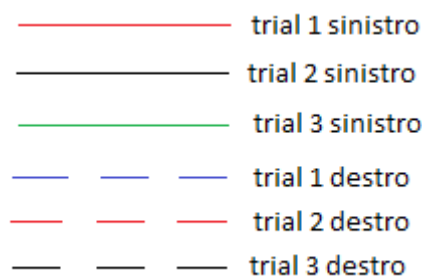 trial 1 sinistro
trial 2 sinistro
trial 3 sinistro
trial 1 destro
trial 2 destro
trial 3 destro